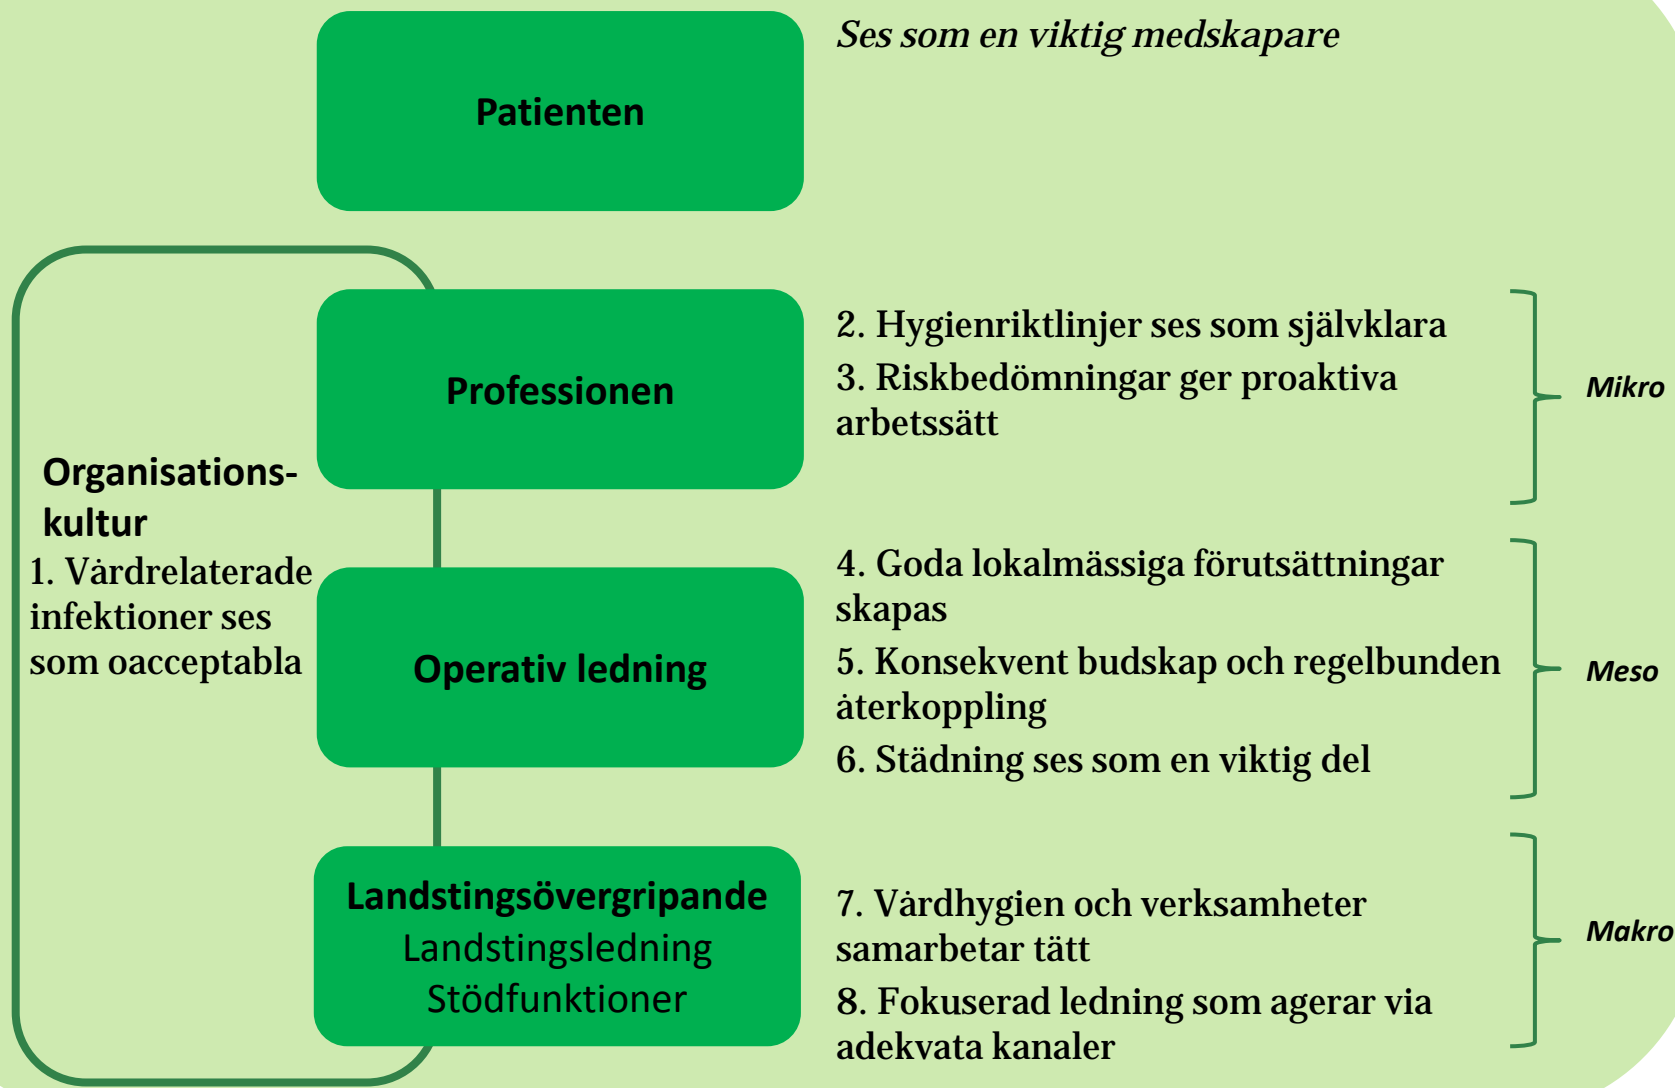 Ses som en viktig medskapare
Patienten
Organisations-
kultur
1. Vårdrelaterade
infektioner ses
som oacceptabla
Professionen
2. Hygienriktlinjer ses som självklara
3. Riskbedömningar ger proaktiva
arbetssätt
Mikro
Operativ ledning
4. Goda lokalmässiga förutsättningar
skapas
5. Konsekvent budskap och regelbunden
återkoppling
6. Städning ses som en viktig del
Meso
Landstingsövergripande
Landstingsledning
Stödfunktioner
7. Vårdhygien och verksamheter
samarbetar tätt
8. Fokuserad ledning som agerar via
adekvata kanaler
Makro